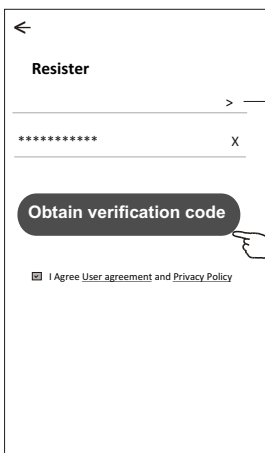 Resister
>
*********** X
Obtain verification code
I Agree User agreement and Privacy Policy